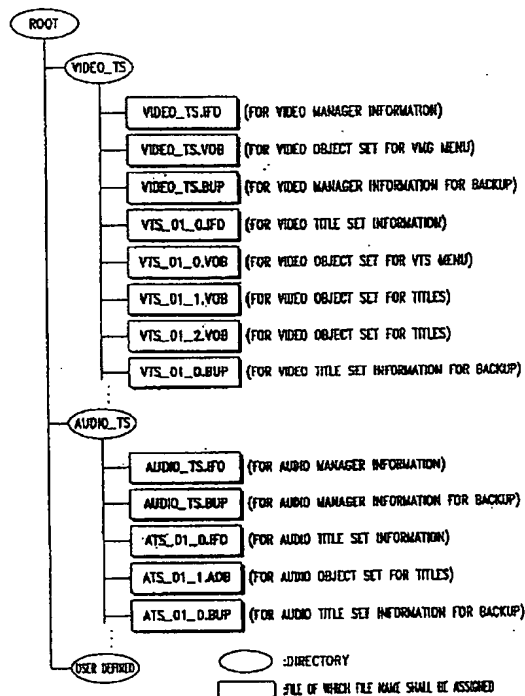 ROOT
VIDEO_TS
VIDEO_TS.IFO (FOR VIDEO MANAGER INFORMATION)
VIDEO_TS.VOB (FOR VIDEO OBJECT SET FOR VMG MENU)
VIDEO_TS.BUP (FOR VIDEO MANAGER INFORMATION FOR BACKUP)
VTS_01_0.IFO (FOR VIDEO TITLE SET INFORMATION)
VTS_01_0.VOB (FOR VIDEO OBJECT SET FOR VTS MENU)
VTS_01_1.VOB (FOR VIDEO OBJECT SET FOR TITLES)
VTS_01_2.VOB (FOR VIDEO OBJECT SET FOR TITLES)
VTS_01_0.BUP (FOR VIDEO TITLE SET INFORMATION FOR BACKUP)
AUDIO_TS
AUDIO_TS.IFO (FOR AUDIO MANAGER INFORMATION)
AUDIO_TS.BUP (FOR AUDIO MANAGER INFORMATION FOR BACKUP)
ATS_01_0.IFO (FOR AUDIO TITLE SET INFORMATION)
ATS_01_1.AOB (FOR AUDIO OBJECT SET FOR TITLES)
ATS_01_0.BUP (FOR AUDIO TITLE SET INFORMATION FOR BACKUP)
USER DEFINED
:DIRECTORY
:FILE OF WHICH FILE NAME SHALL BE ASSIGNED